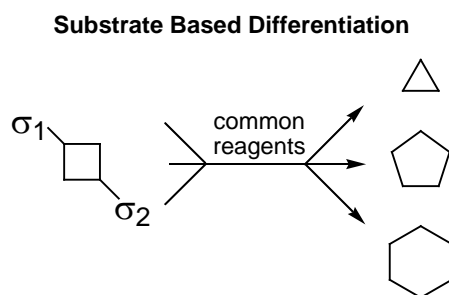 Substrate Based Differentiation
σ1
common
reagents
σ2